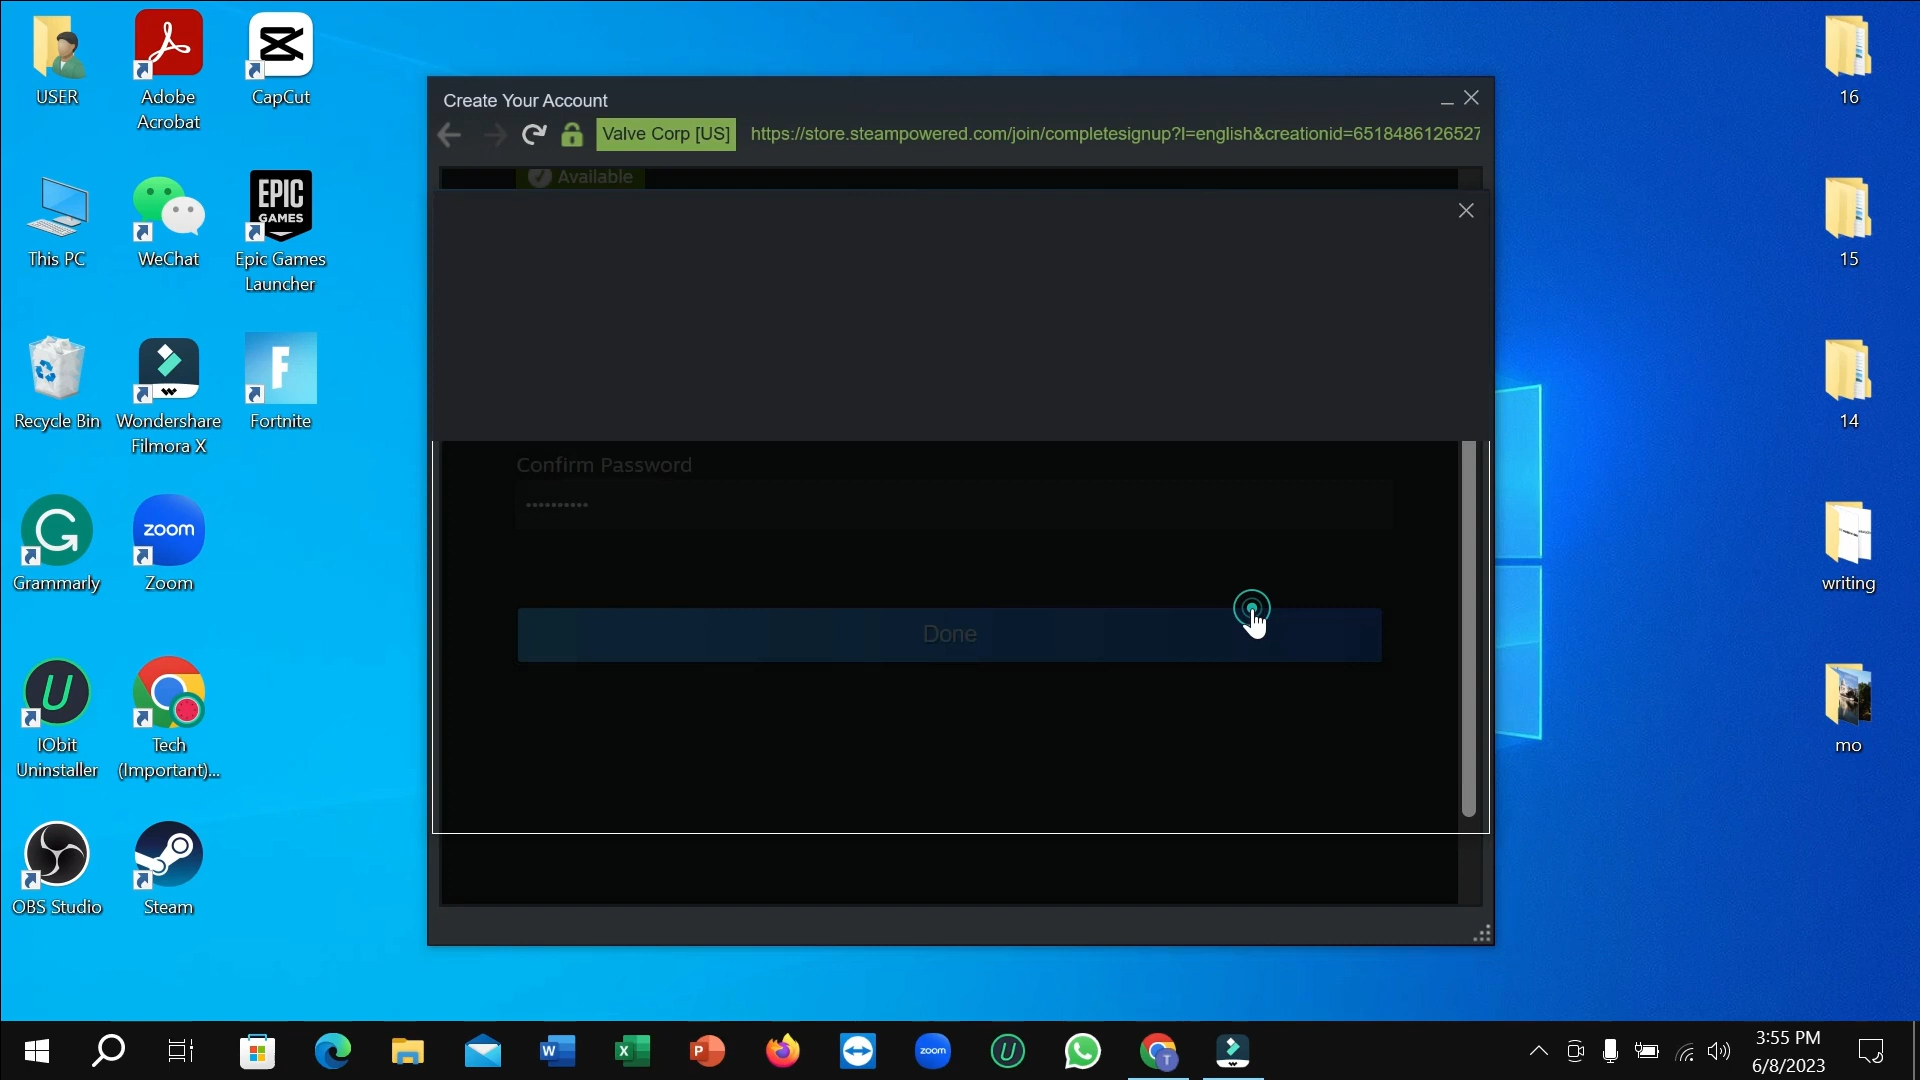 USER
Adobe
Acrobat
CapCut
16
This PC
WeChat
EPIC
GAMES
Epic Games
Launcher
15
Recycle Bin
Wondershare
Filmora X
F
Fortnite
14
Grammarly
zoom
Zoom
writing
IObit
Uninstaller
Tech
(Important)...
mo
OBS Studio
Steam
Create Your Account
Valve Corp [US]
https://store.steampowered.com/join/completesignup?l=english&creationid=6518486126527
Available
Confirm Password
••••••••••
Done
W
X
P
zoom
T
3:55 PM
6/8/2023